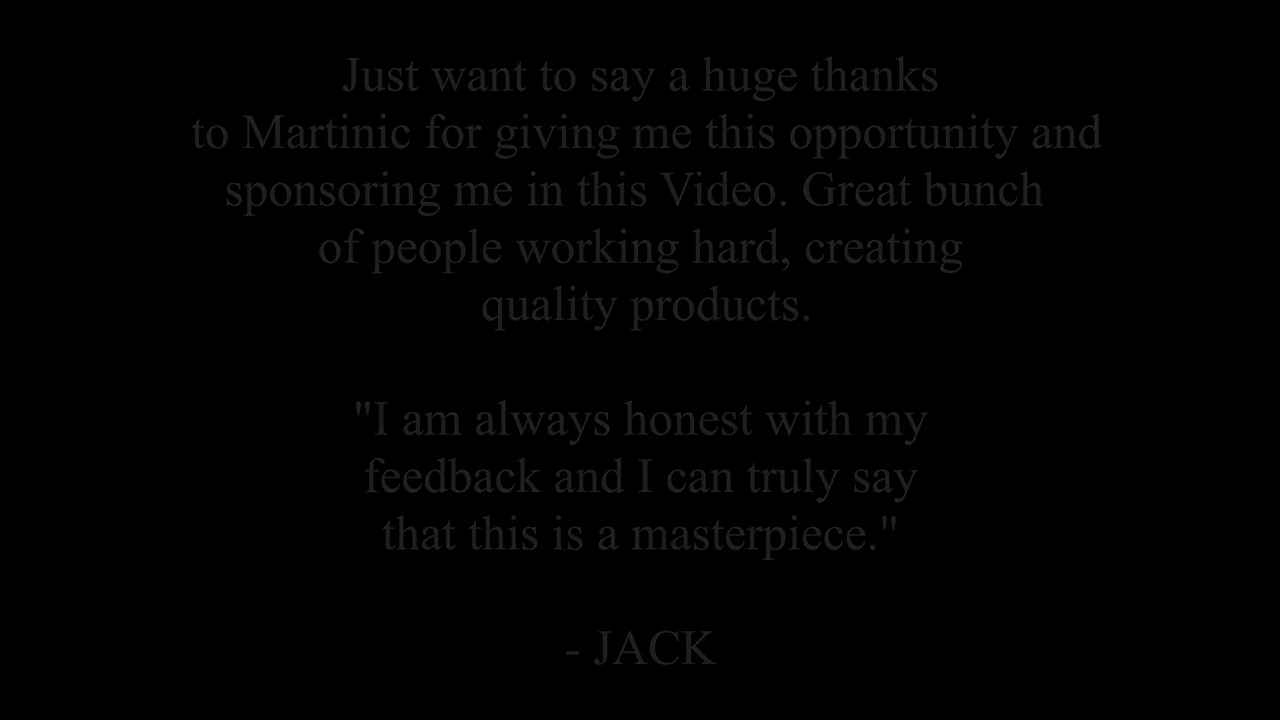 Just want to say a huge thanks
to Martinic for giving me this opportunity and
sponsoring me in this Video. Great bunch
of people working hard, creating
quality products.
"I am always honest with my
feedback and I can truly say
that this is a masterpiece."
- JACK